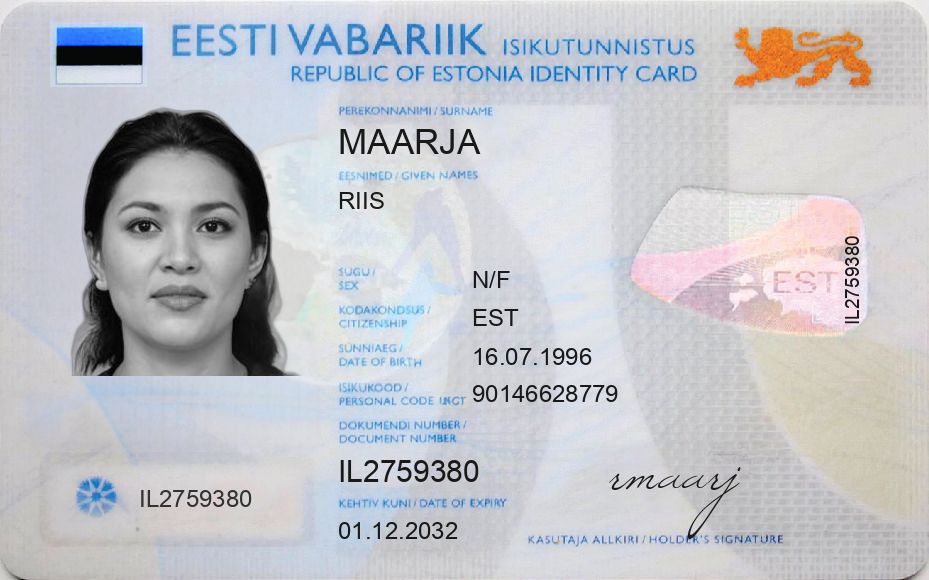 EESTI VABARIIK ISIKUTUNNISTUS
REPUBLIC OF ESTONIA IDENTITY CARD
PEREKONNANIMI / SURNAME
MAARJA
EESNIMED / GIVEN NAMES
RIIS
SUGU /
SEX
N/F
KODAKONDSUS /
CITIZENSHIP
EST
SÜNNIAEG /
DATE OF BIRTH
16.07.1996
ISIKUKOOD /
PERSONAL CODE
90146628779
DOKUMENDI NUMBER /
DOCUMENT NUMBER
IL2759380
KEHTIV KUNI / DATE OF EXPIRY
01.12.2032
IL2759380
EST
IL2759380
rmaarj
KASUTAJA ALLKIRI / HOLDER'S SIGNATURE